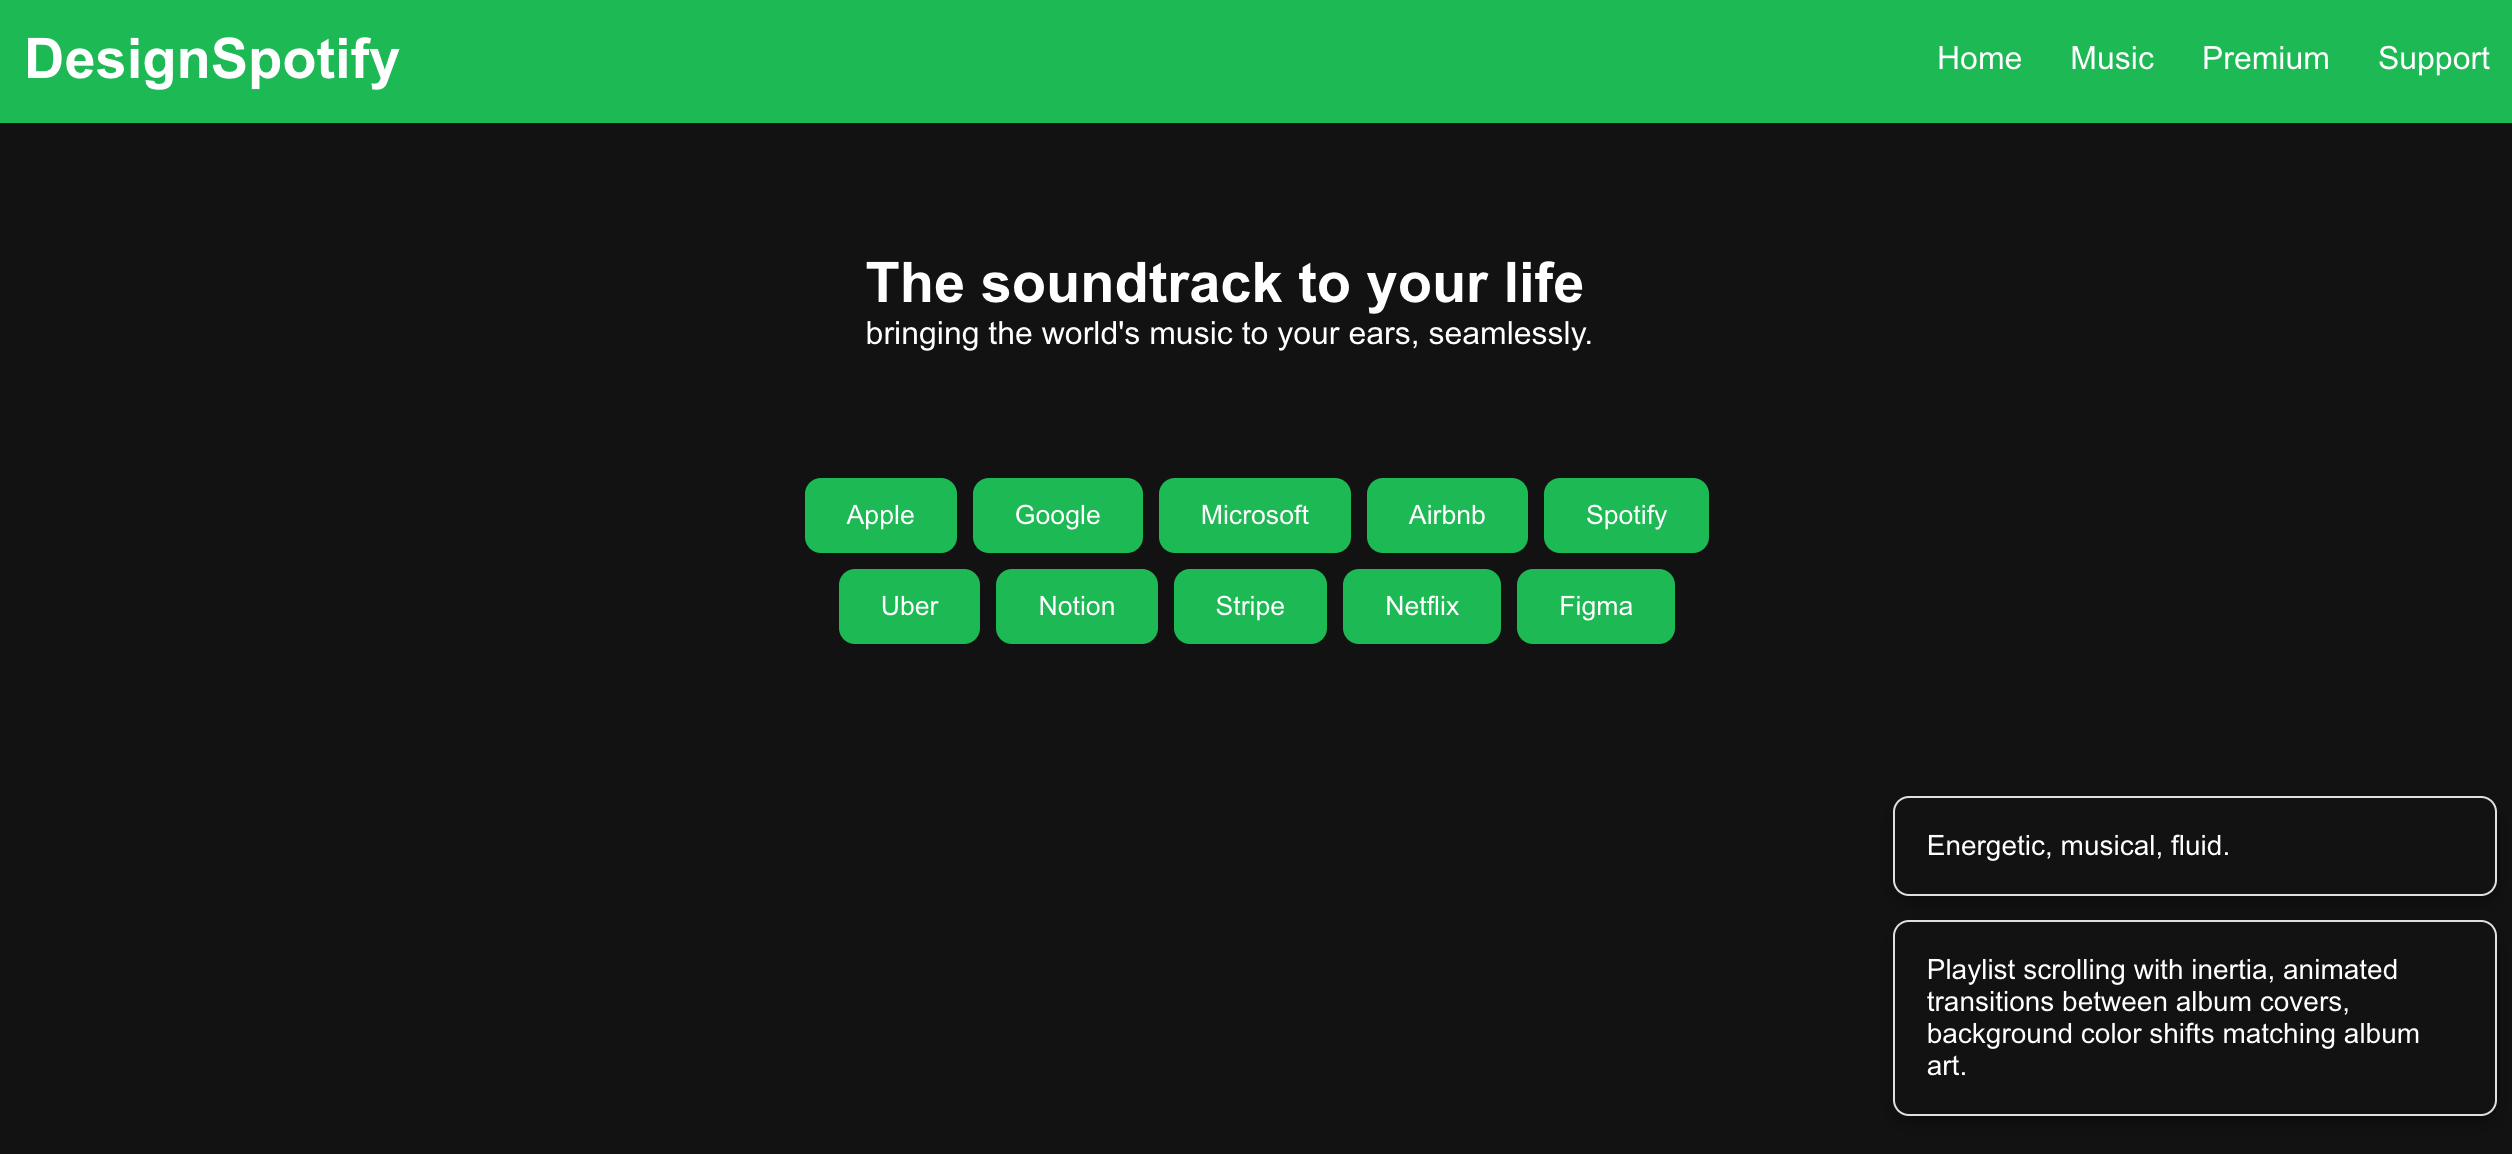 DesignSpotify
Home Music Premium Support
The soundtrack to your life
bringing the world's music to your ears, seamlessly.
Apple Google Microsoft Airbnb Spotify
Uber Notion Stripe Netflix Figma
Energetic, musical, fluid.
Playlist scrolling with inertia, animated
transitions between album covers,
background color shifts matching album
art.